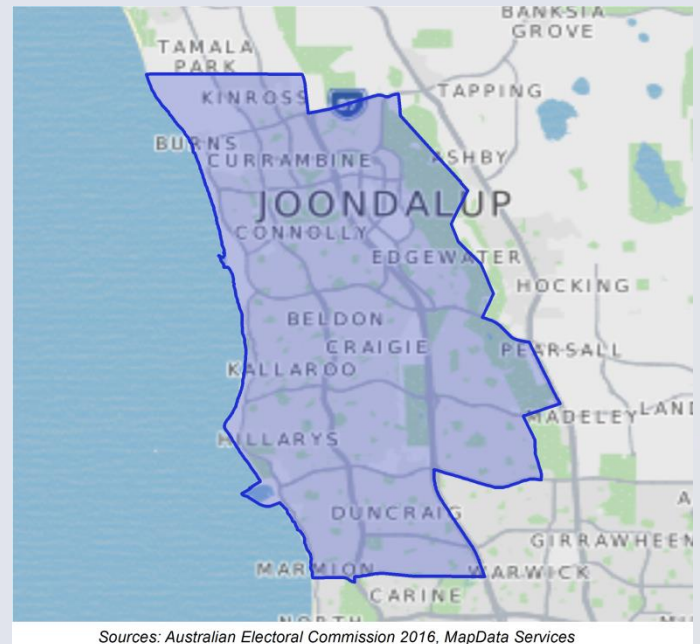 BANKSIA
GROVE
TAMALA
PARK
KINROSS
TAPPING
BURNS
CURRAMBINE
ASHBY
JOONDALUP
CONNOLLY
EDGEWATER
HOCKING
BELDON
CRAIGIE
PEARSALL
KALLAROO
MADELEY
LAND
HILLARYS
A
DUNCRAIG
GIRRAWHEEN
MARMION
WARWICK
CARINE
Sources: Australian Electoral Commission 2016, MapData Services